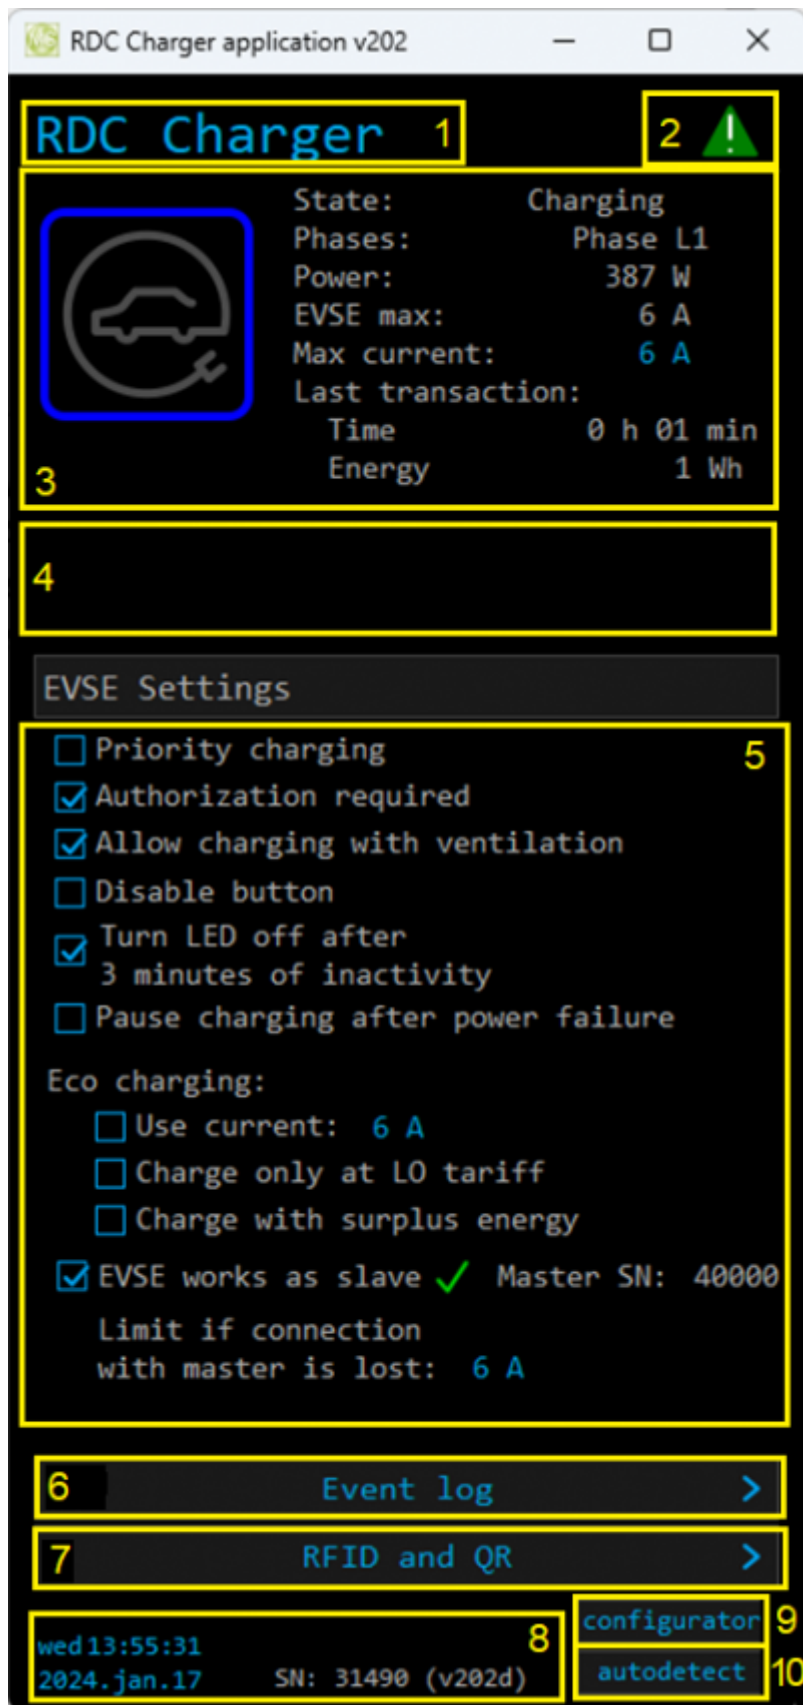 RDC Charger application v202
RDC Charger 1
2
State: Charging
Phases: Phase L1
Power: 387 W
EVSE max: 6 A
Max current: 6 A
Last transaction:
Time 0 h 01 min
Energy 1 Wh
3
4
EVSE Settings
5
Priority charging
Authorization required
Allow charging with ventilation
Disable button
Turn LED off after
3 minutes of inactivity
Pause charging after power failure
Eco charging:
Use current: 6 A
Charge only at LO tariff
Charge with surplus energy
EVSE works as slave Master SN: 40000
Limit if connection
with master is lost: 6 A
6 Event log >
7 RFID and QR >
8
wed 13:55:31
2024.jan.17 SN: 31490 (v202d)
configurator 9
autodetect 10